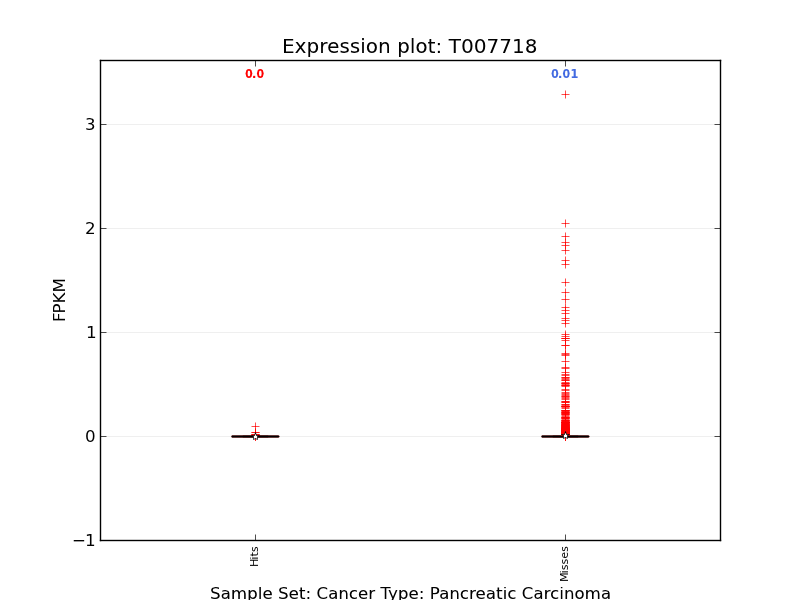 Expression plot: T007718
0.0
0.01
3
2
1
0
−1
FPKM
Hits
Misses
Sample Set: Cancer Type: Pancreatic Carcinoma